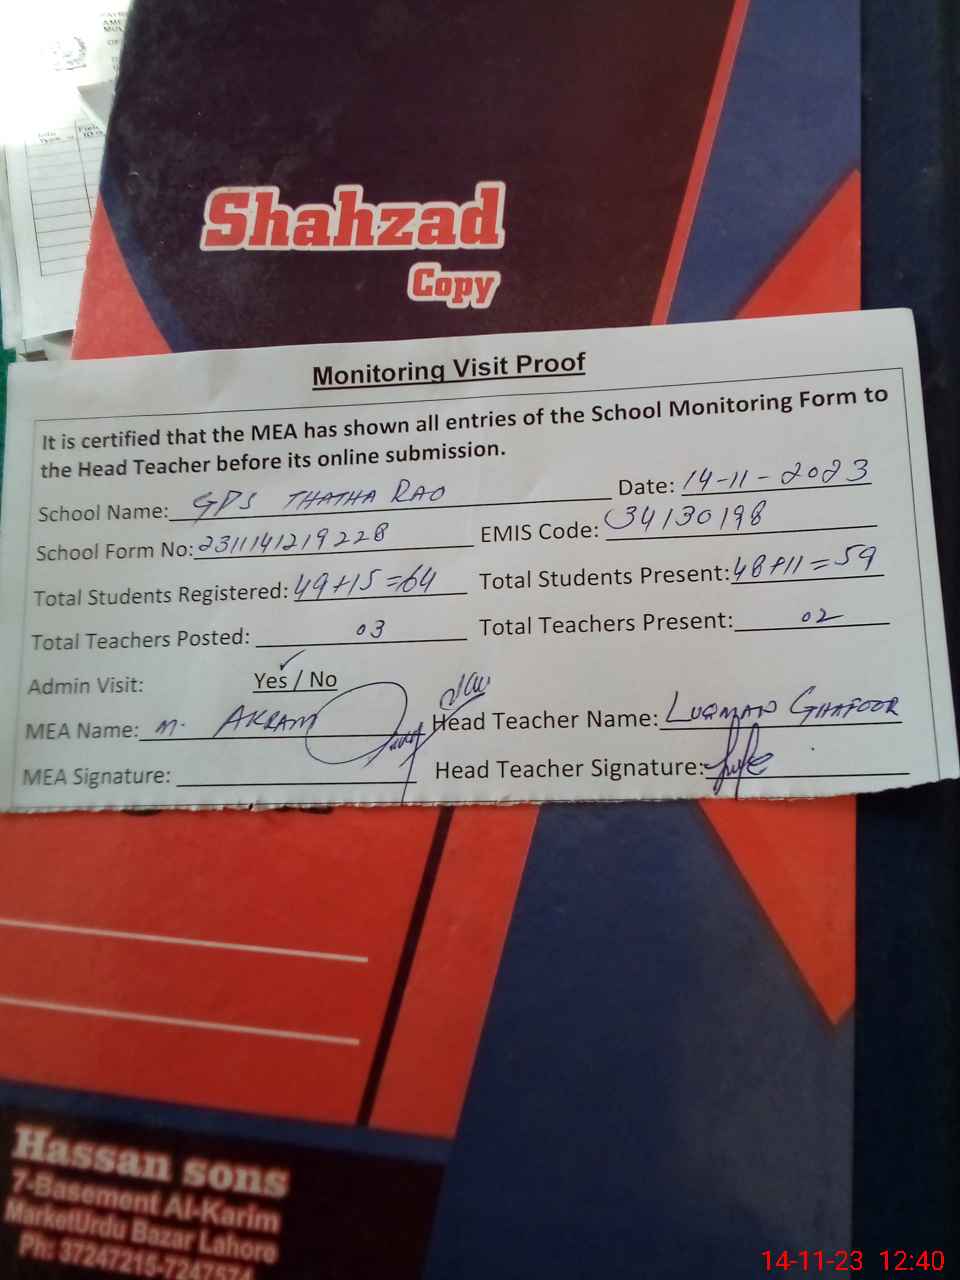 Shahzad
Copy
Monitoring Visit Proof
It is certified that the MEA has shown all entries of the School Monitoring Form to
the Head Teacher before its online submission.
School Name: GPS THATHA RAO Date: 14-11-2023
School Form No: 2311141219228 EMIS Code: 34130198
Total Students Registered: 49+15=64 Total Students Present: 48+11=59
Total Teachers Posted: 03 Total Teachers Present: 02
Admin Visit: Yes / No
MEA Name: M. AKRAM Head Teacher Name: LUQMAN GHAFOOR
MEA Signature: Head Teacher Signature:
Hassan sons
7-Basement Al-Karim
MarketUrdu Bazar Lahore
Ph: 37247215-7247574
14-11-23 12:40